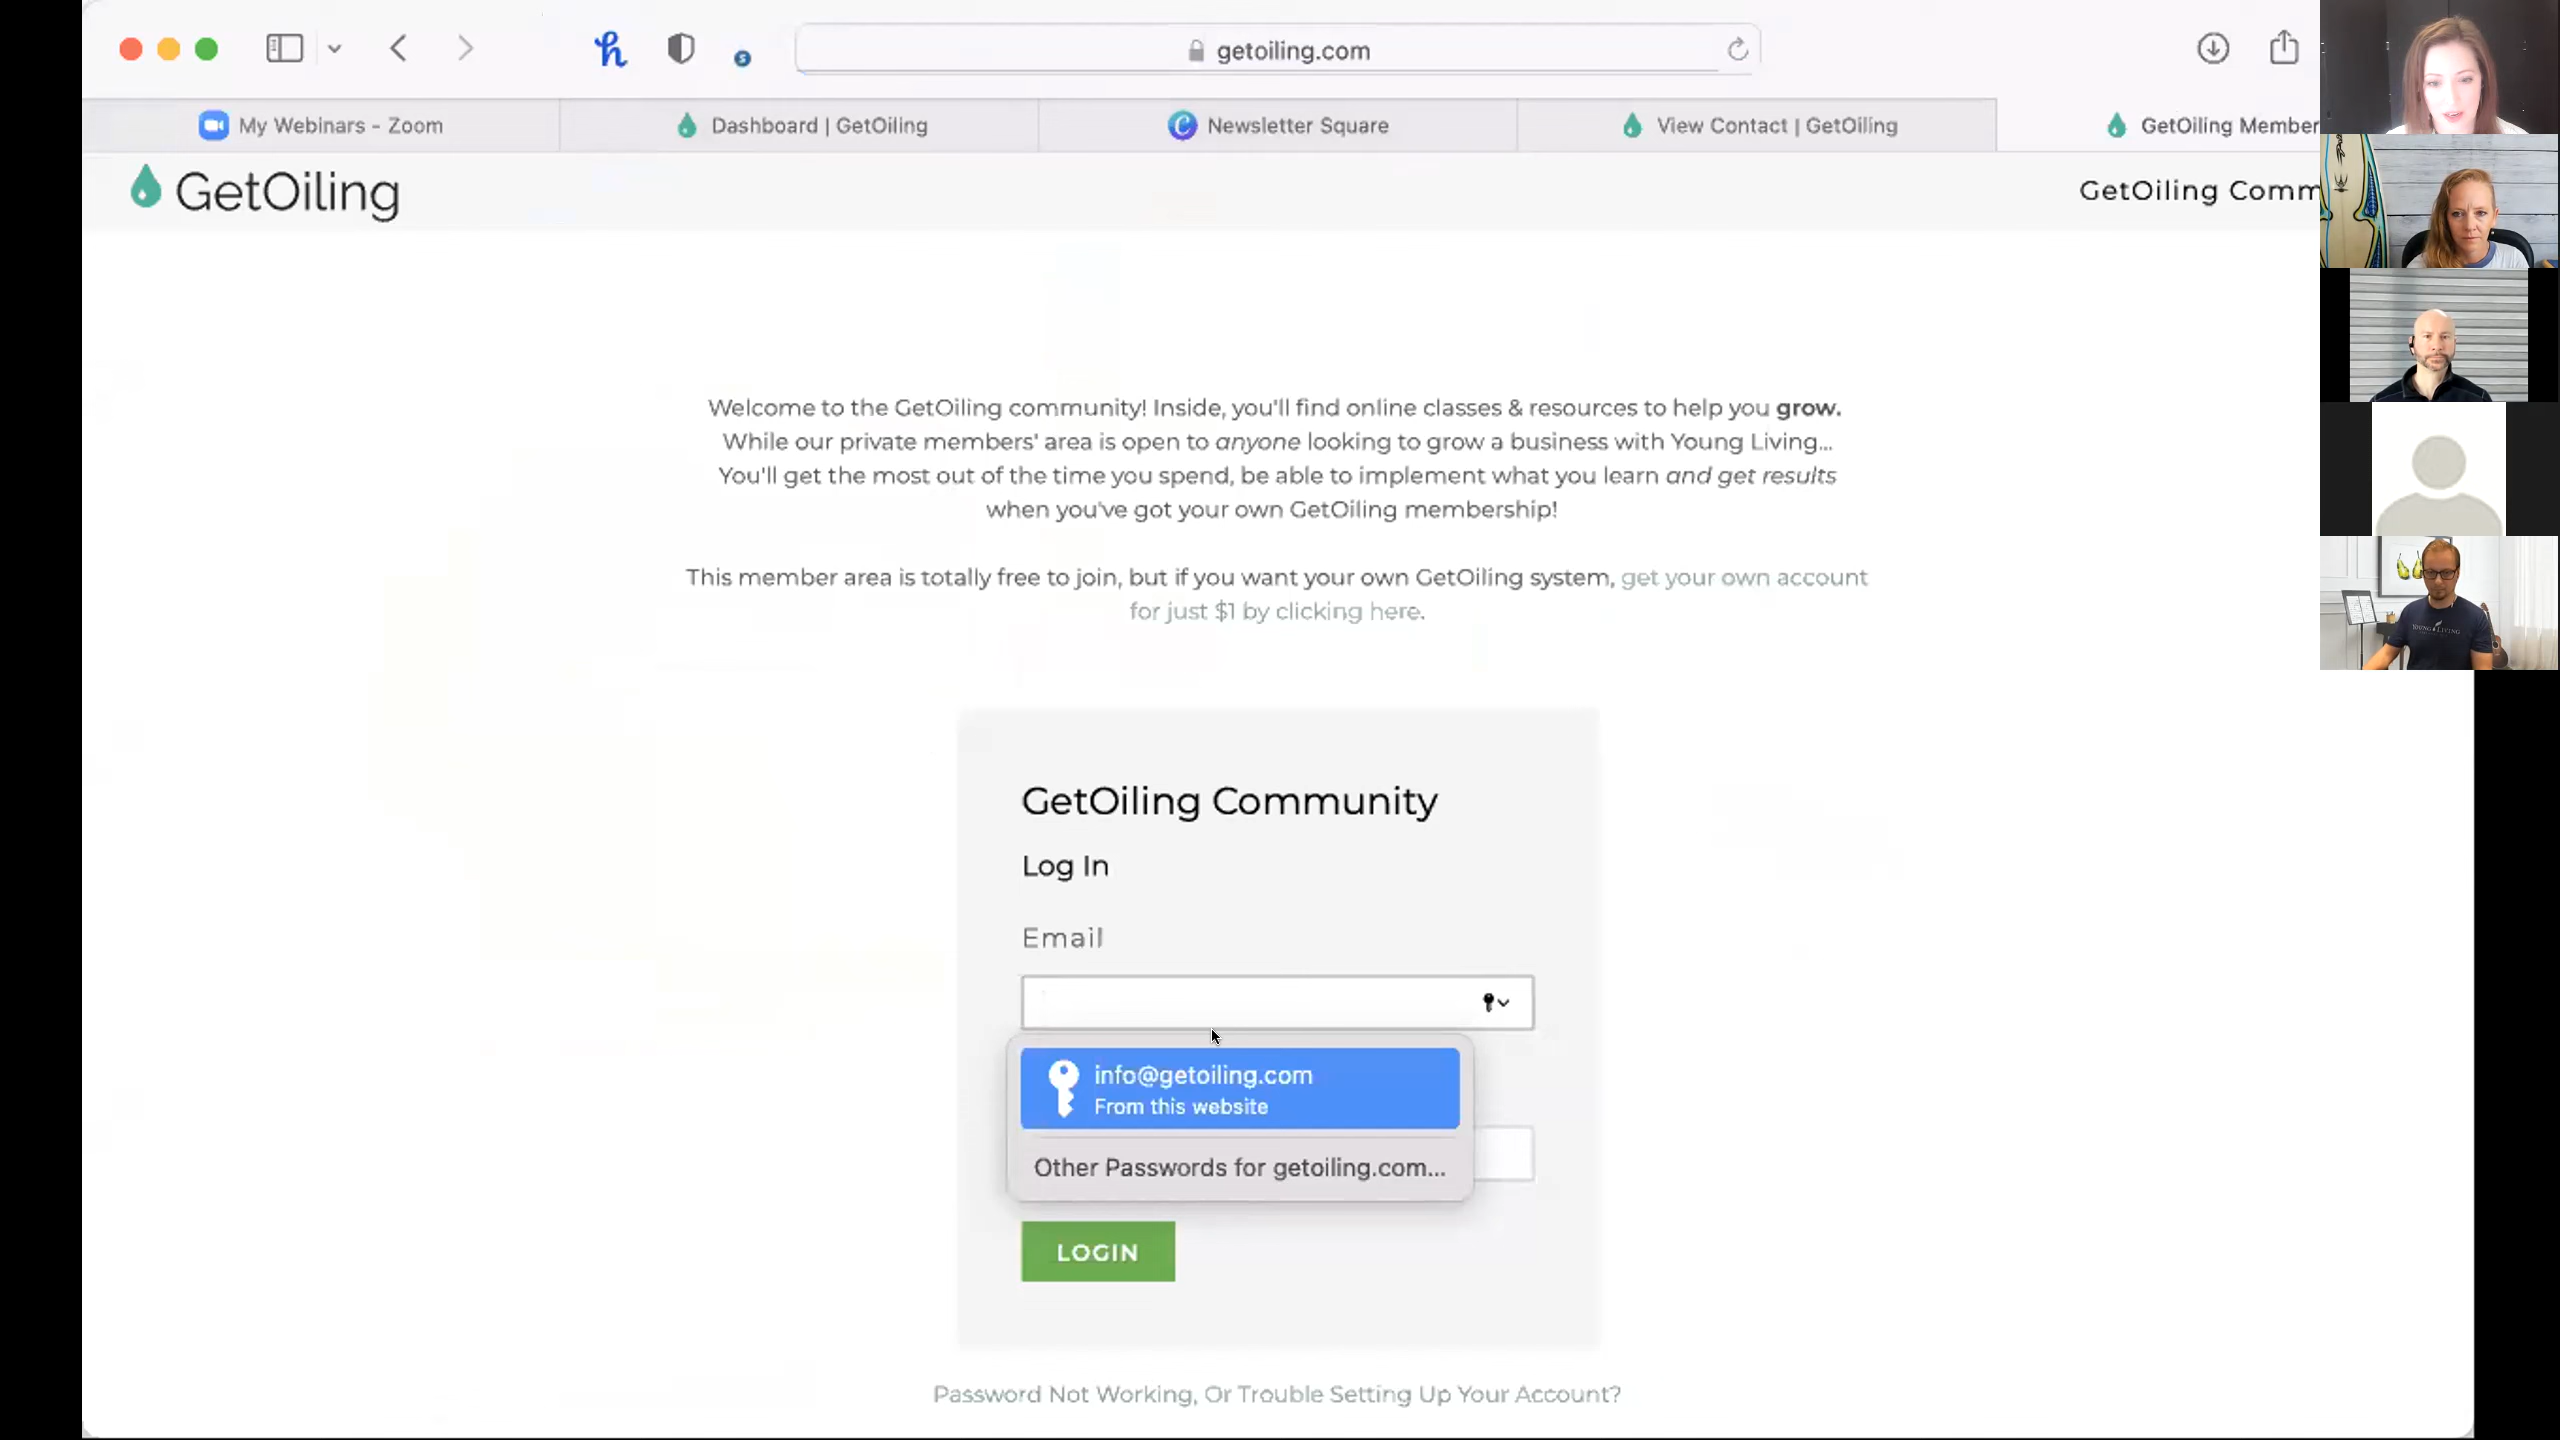 getoiling.com
My Webinars - Zoom
Dashboard | GetOiling
Newsletter Square
View Contact | GetOiling
GetOiling Member
GetOiling
GetOiling Comm
Welcome to the GetOiling community! Inside, you'll find online classes & resources to help you grow.
While our private members' area is open to anyone looking to grow a business with Young Living...
You'll get the most out of the time you spend, be able to implement what you learn and get results
when you've got your own GetOiling membership!
This member area is totally free to join, but if you want your own GetOiling system, get your own account
for just $1 by clicking here.
GetOiling Community
Log In
Email
info@getoiling.com
From this website
Other Passwords for getoiling.com...
LOGIN
Password Not Working, Or Trouble Setting Up Your Account?
YOUNG LIVING